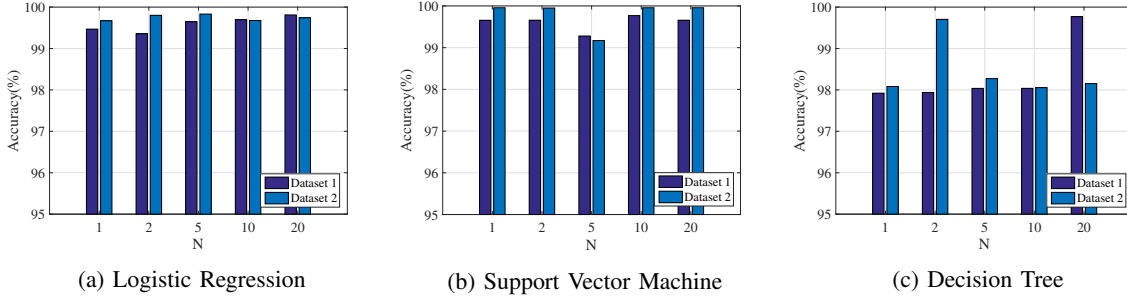 100
99
98
97
96
95
Accuracy(%)
1 2 5 10 20
N
Dataset 1
Dataset 2
(a) Logistic Regression
100
99
98
97
96
95
Accuracy(%)
1 2 5 10 20
N
Dataset 1
Dataset 2
(b) Support Vector Machine
100
99
98
97
96
95
Accuracy(%)
1 2 5 10 20
N
Dataset 1
Dataset 2
(c) Decision Tree